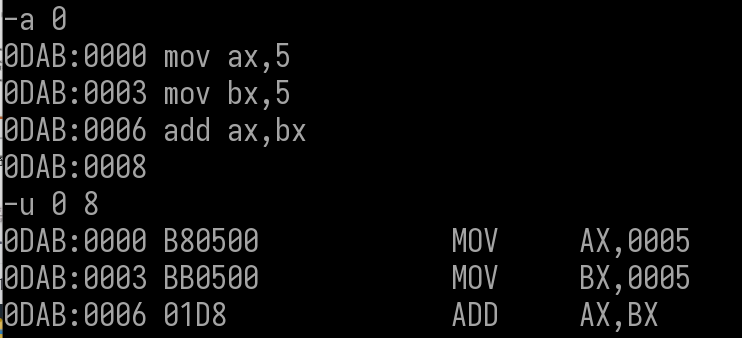 -a 0
0DAB:0000 mov ax,5
0DAB:0003 mov bx,5
0DAB:0006 add ax,bx
0DAB:0008
-u 0 8
0DAB:0000 B80500 MOV AX,0005
0DAB:0003 BB0500 MOV BX,0005
0DAB:0006 01D8 ADD AX,BX